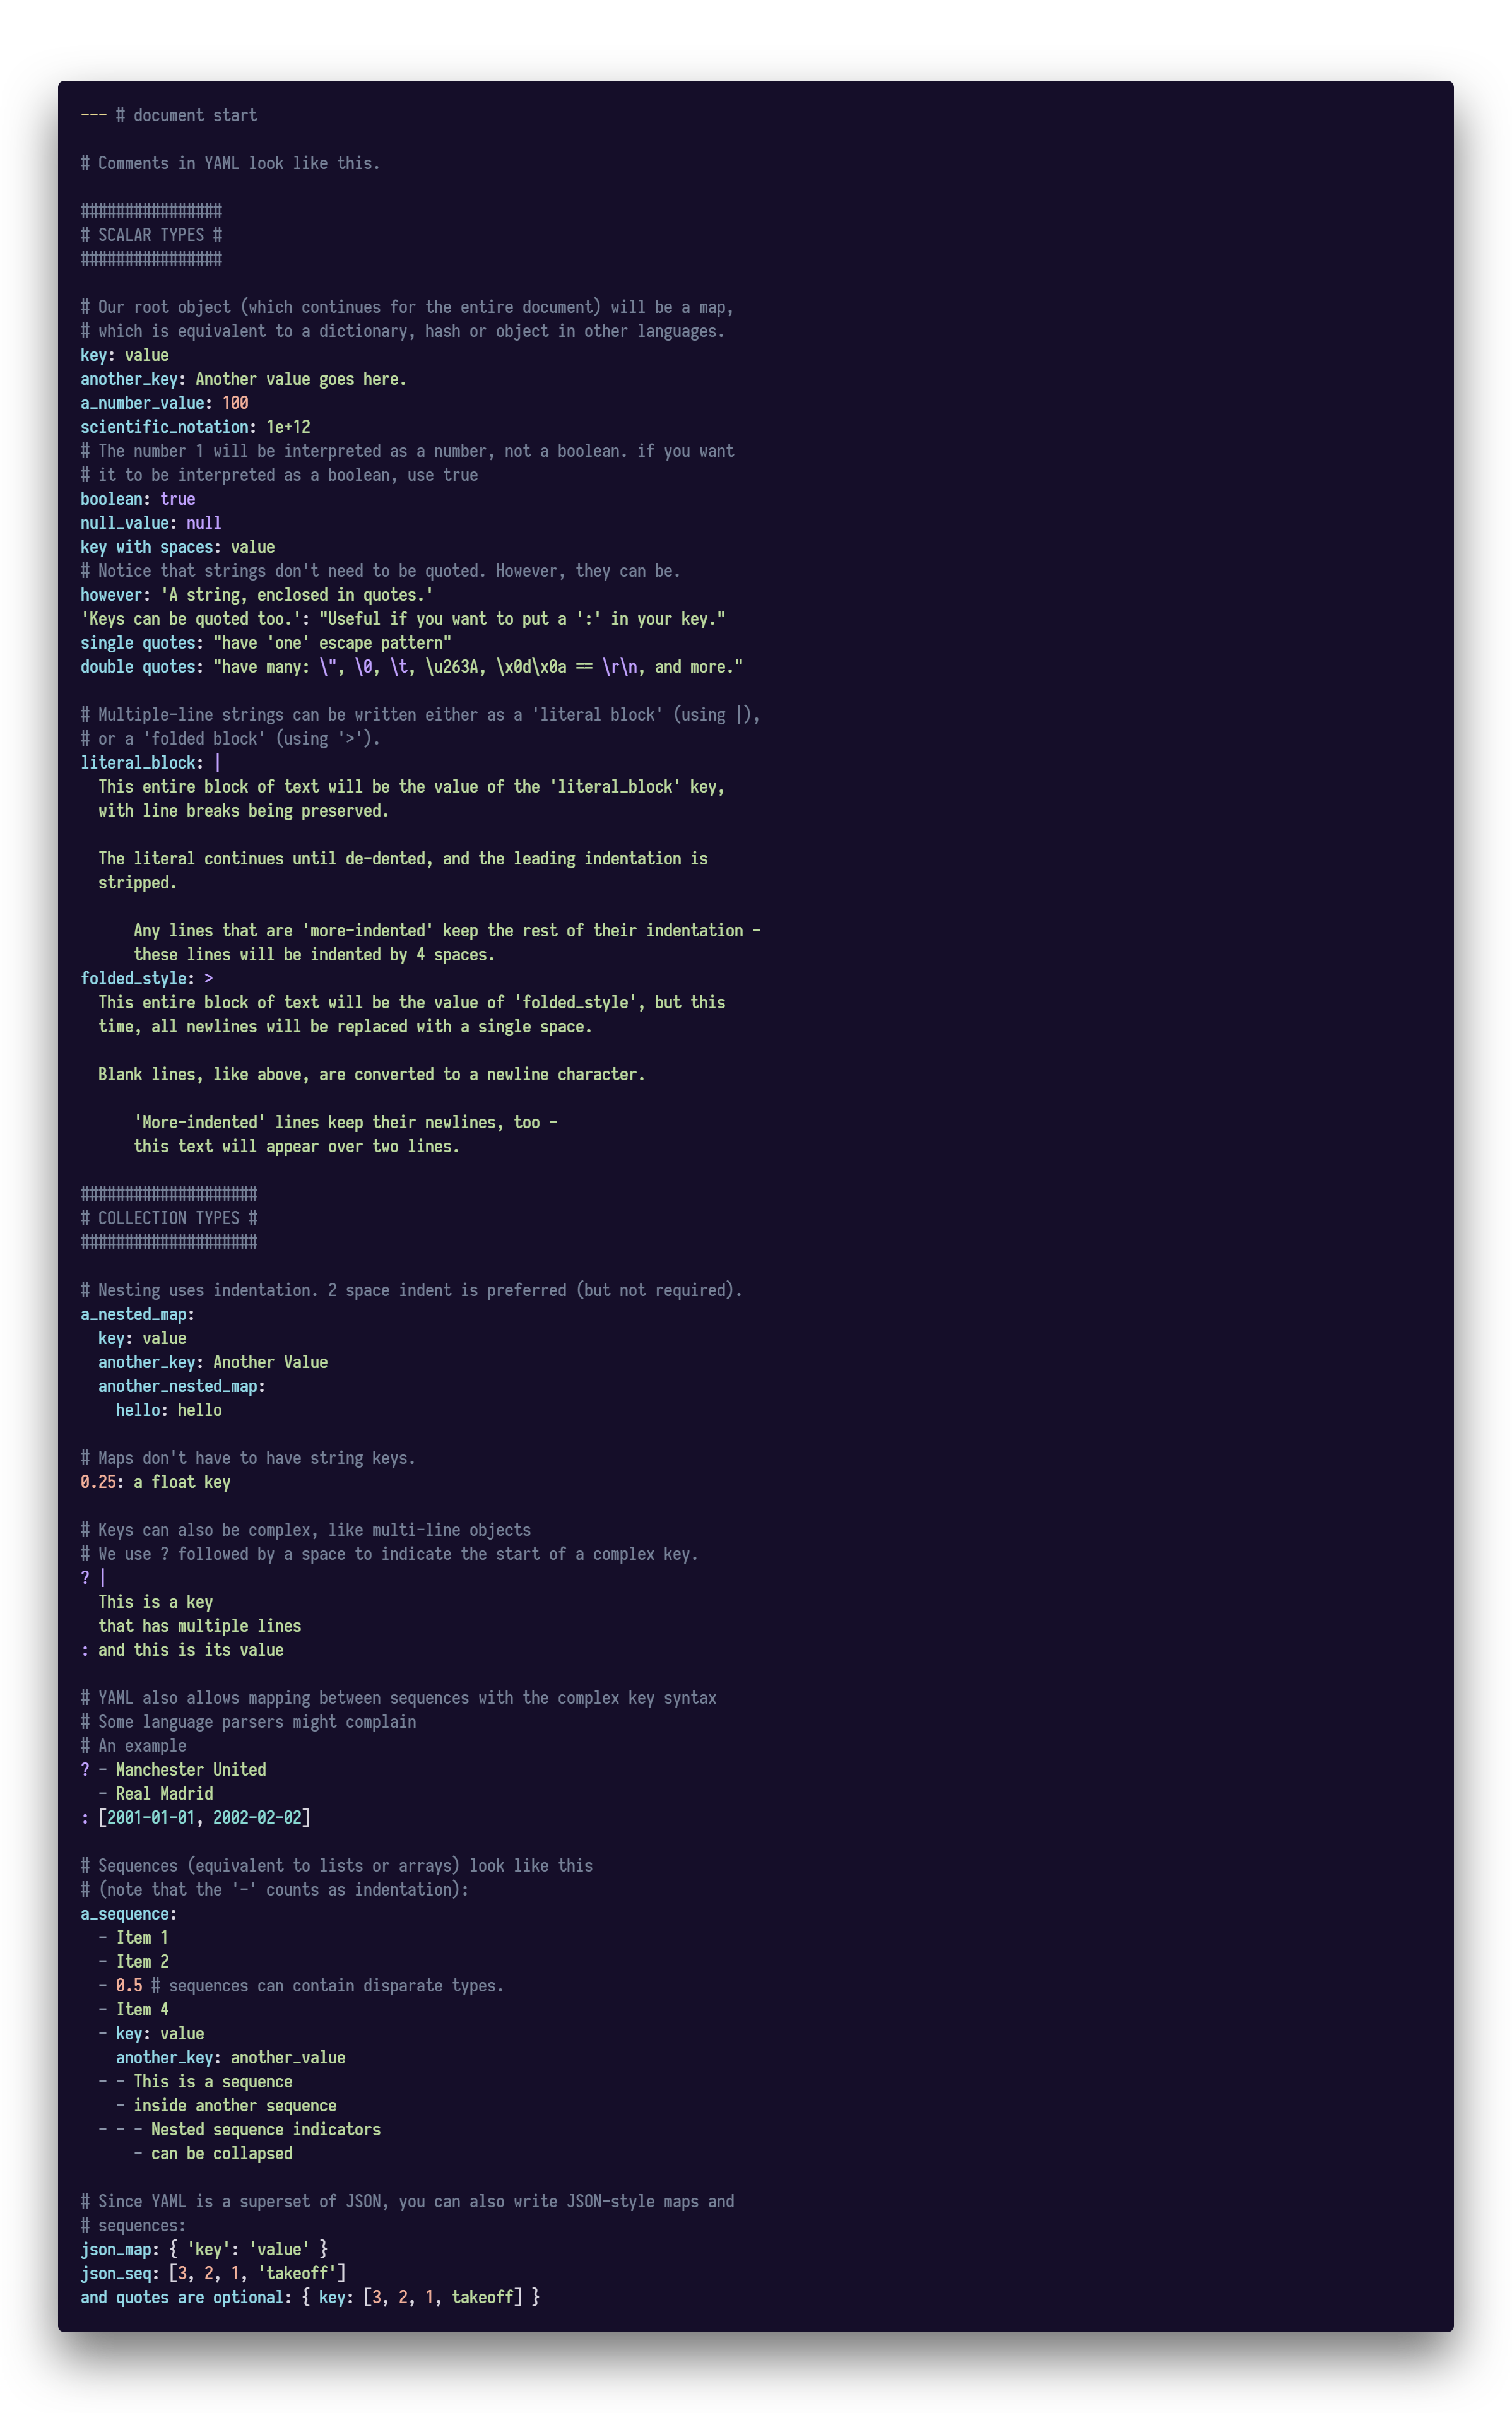 --- # document start

# Comments in YAML look like this.

################
# SCALAR TYPES #
################

# Our root object (which continues for the entire document) will be a map,
# which is equivalent to a dictionary, hash or object in other languages.
key: value
another_key: Another value goes here.
a_number_value: 100
scientific_notation: 1e+12
# The number 1 will be interpreted as a number, not a boolean. if you want
# it to be interpreted as a boolean, use true
boolean: true
null_value: null
key with spaces: value
# Notice that strings don't need to be quoted. However, they can be.
however: 'A string, enclosed in quotes.'
'Keys can be quoted too.': "Useful if you want to put a ':' in your key."
single quotes: "have 'one' escape pattern"
double quotes: "have many: \", \0, \t, \u263A, \x0d\x0a == \r\n, and more."

# Multiple-line strings can be written either as a 'literal block' (using |),
# or a 'folded block' (using '>').
literal_block: |
  This entire block of text will be the value of the 'literal_block' key,
  with line breaks being preserved.

  The literal continues until de-dented, and the leading indentation is
  stripped.

      Any lines that are 'more-indented' keep the rest of their indentation -
      these lines will be indented by 4 spaces.
folded_style: >
  This entire block of text will be the value of 'folded_style', but this
  time, all newlines will be replaced with a single space.

  Blank lines, like above, are converted to a newline character.

      'More-indented' lines keep their newlines, too -
      this text will appear over two lines.

####################
# COLLECTION TYPES #
####################

# Nesting uses indentation. 2 space indent is preferred (but not required).
a_nested_map:
  key: value
  another_key: Another Value
  another_nested_map:
    hello: hello

# Maps don't have to have string keys.
0.25: a float key

# Keys can also be complex, like multi-line objects
# We use ? followed by a space to indicate the start of a complex key.
? |
  This is a key
  that has multiple lines
: and this is its value

# YAML also allows mapping between sequences with the complex key syntax
# Some language parsers might complain
# An example
? - Manchester United
  - Real Madrid
: [2001-01-01, 2002-02-02]

# Sequences (equivalent to lists or arrays) look like this
# (note that the '-' counts as indentation):
a_sequence:
  - Item 1
  - Item 2
  - 0.5 # sequences can contain disparate types.
  - Item 4
  - key: value
    another_key: another_value
  - - This is a sequence
    - inside another sequence
  - - - Nested sequence indicators
      - can be collapsed

# Since YAML is a superset of JSON, you can also write JSON-style maps and
# sequences:
json_map: { 'key': 'value' }
json_seq: [3, 2, 1, 'takeoff']
and quotes are optional: { key: [3, 2, 1, takeoff] }